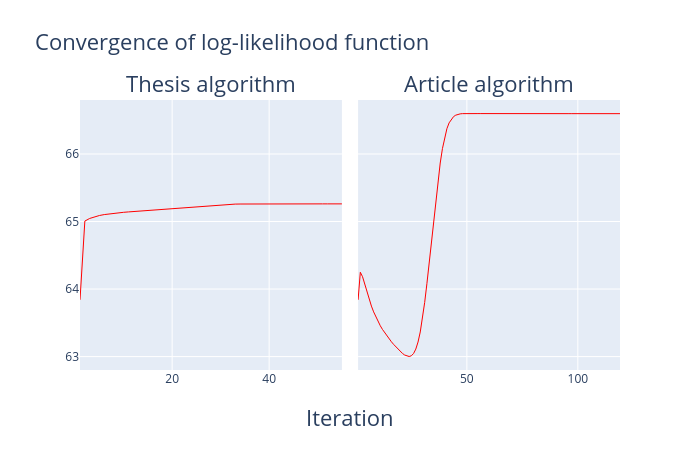 Convergence of log-likelihood function
Thesis algorithm
Article algorithm
66
65
64
63
20
40
50
100
Iteration